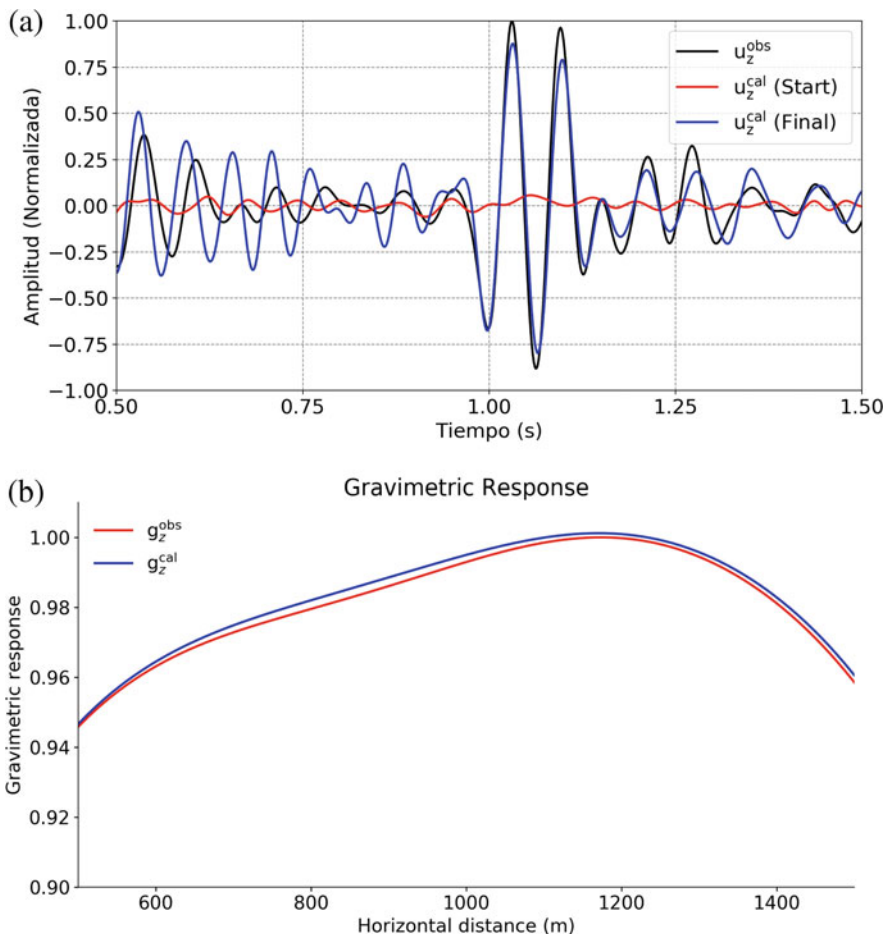 (a)
1.00
0.75
0.50
0.25
0.00
−0.25
−0.50
−0.75
−1.00
Amplitud (Normalizada)
u_z^obs
u_z^cal (Start)
u_z^cal (Final)
0.50 0.75 1.00 1.25 1.50
Tiempo (s)
(b)
Gravimetric Response
g_z^obs
g_z^cal
1.00
0.98
0.96
0.94
0.92
0.90
Gravimetric response
600 800 1000 1200 1400
Horizontal distance (m)